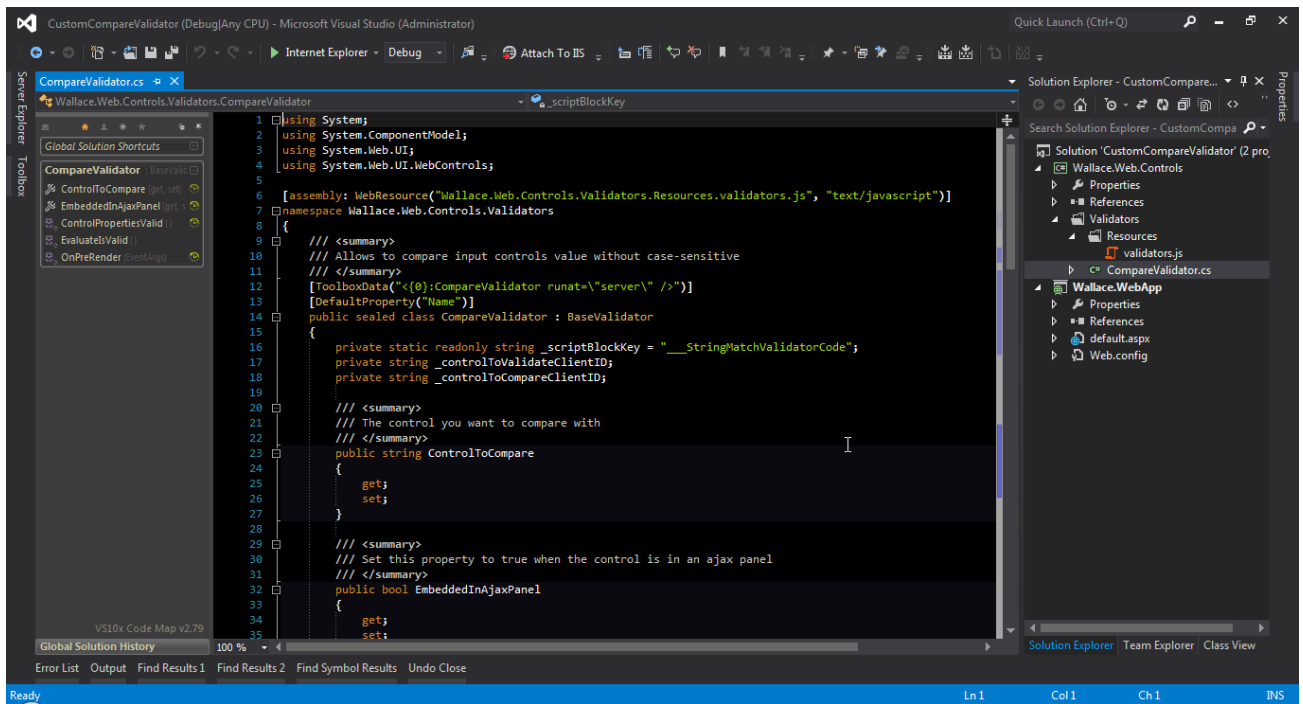 CustomCompareValidator (Debug|Any CPU) - Microsoft Visual Studio (Administrator)
Quick Launch (Ctrl+Q)
Internet Explorer
Debug
Attach To IIS
Server Explorer
Toolbox
CompareValidator.cs
Wallace.Web.Controls.Validators.CompareValidator
_scriptBlockKey
Global Solution Shortcuts
CompareValidator : BaseValid
ControlToCompare (get, set)
EmbeddedInAjaxPanel (get, s
ControlPropertiesValid ()
EvaluateIsValid ()
OnPreRender (EventArgs)
VS10x Code Map v2.79
Global Solution History
1 using System;
2 using System.ComponentModel;
3 using System.Web.UI;
4 using System.Web.UI.WebControls;
5
6 [assembly: WebResource("Wallace.Web.Controls.Validators.Resources.validators.js", "text/javascript")]
7 namespace Wallace.Web.Controls.Validators
8 {
9 /// <summary>
10 /// Allows to compare input controls value without case-sensitive
11 /// </summary>
12 [ToolboxData("<{0}:CompareValidator runat=\"server\" />")]
13 [DefaultProperty("Name")]
14 public sealed class CompareValidator : BaseValidator
15 {
16 private static readonly string _scriptBlockKey = "___StringMatchValidatorCode";
17 private string _controlToValidateClientID;
18 private string _controlToCompareClientID;
19
20 /// <summary>
21 /// The control you want to compare with
22 /// </summary>
23 public string ControlToCompare
24 {
25 get;
26 set;
27 }
28
29 /// <summary>
30 /// Set this property to true when the control is in an ajax panel
31 /// </summary>
32 public bool EmbeddedInAjaxPanel
33 {
34 get;
35 set;
100 %
Solution Explorer - CustomCompare...
Search Solution Explorer - CustomCompa
Solution 'CustomCompareValidator' (2 proj
Wallace.Web.Controls
Properties
References
Validators
Resources
validators.js
CompareValidator.cs
Wallace.WebApp
Properties
References
default.aspx
Web.config
Solution Explorer Team Explorer Class View
Properties
Error List Output Find Results 1 Find Results 2 Find Symbol Results Undo Close
Ready
Ln 1 Col 1 Ch 1 INS